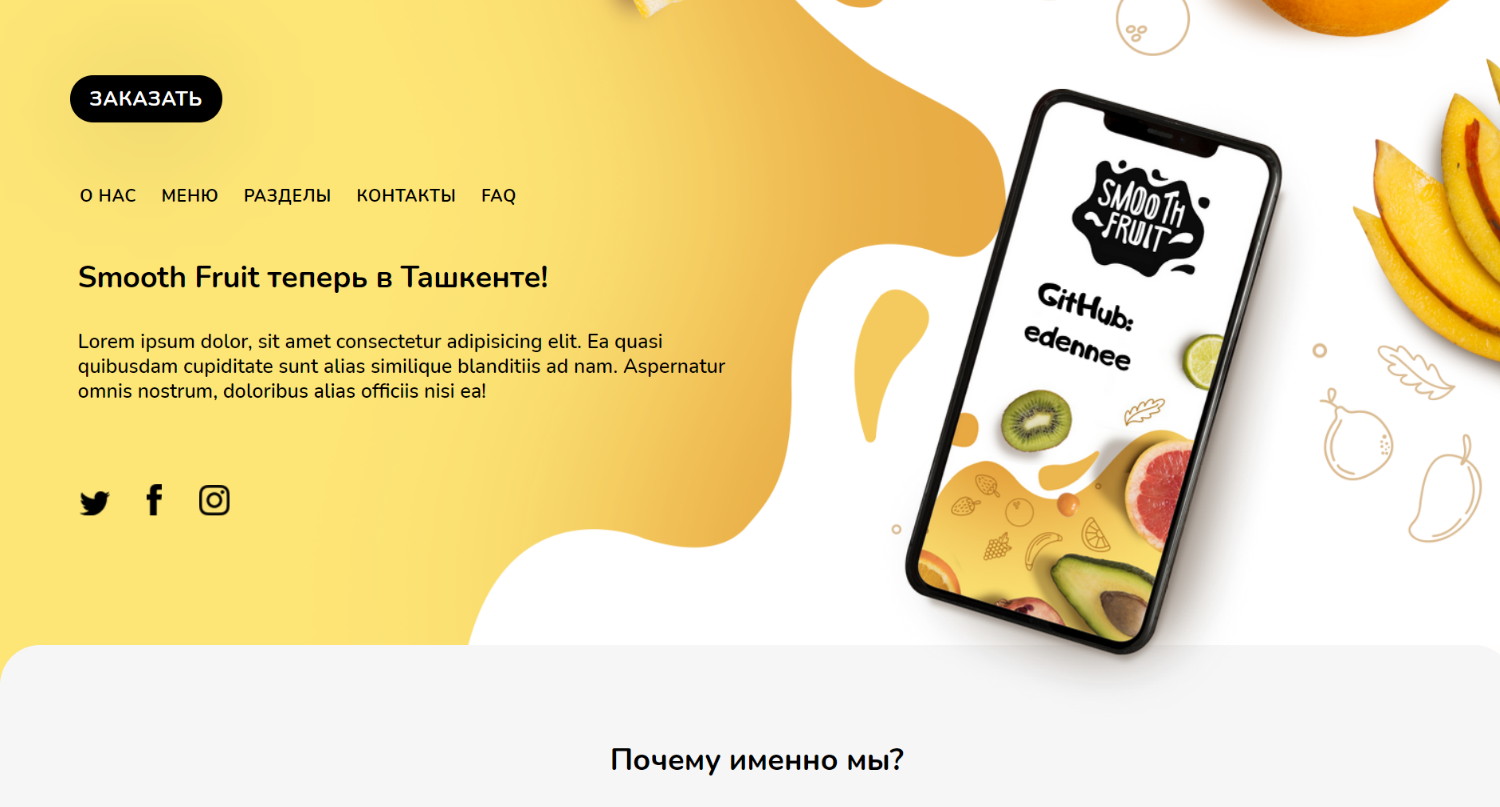 ЗАКАЗАТЬ
О НАС МЕНЮ РАЗДЕЛЫ КОНТАКТЫ FAQ
Smooth Fruit теперь в Ташкенте!
Lorem ipsum dolor, sit amet consectetur adipisicing elit. Ea quasi
quibusdam cupiditate sunt alias similique blanditiis ad nam. Aspernatur
omnis nostrum, doloribus alias officiis nisi ea!
SMOOTH
FRUIT
GitHub:
edennee
Почему именно мы?